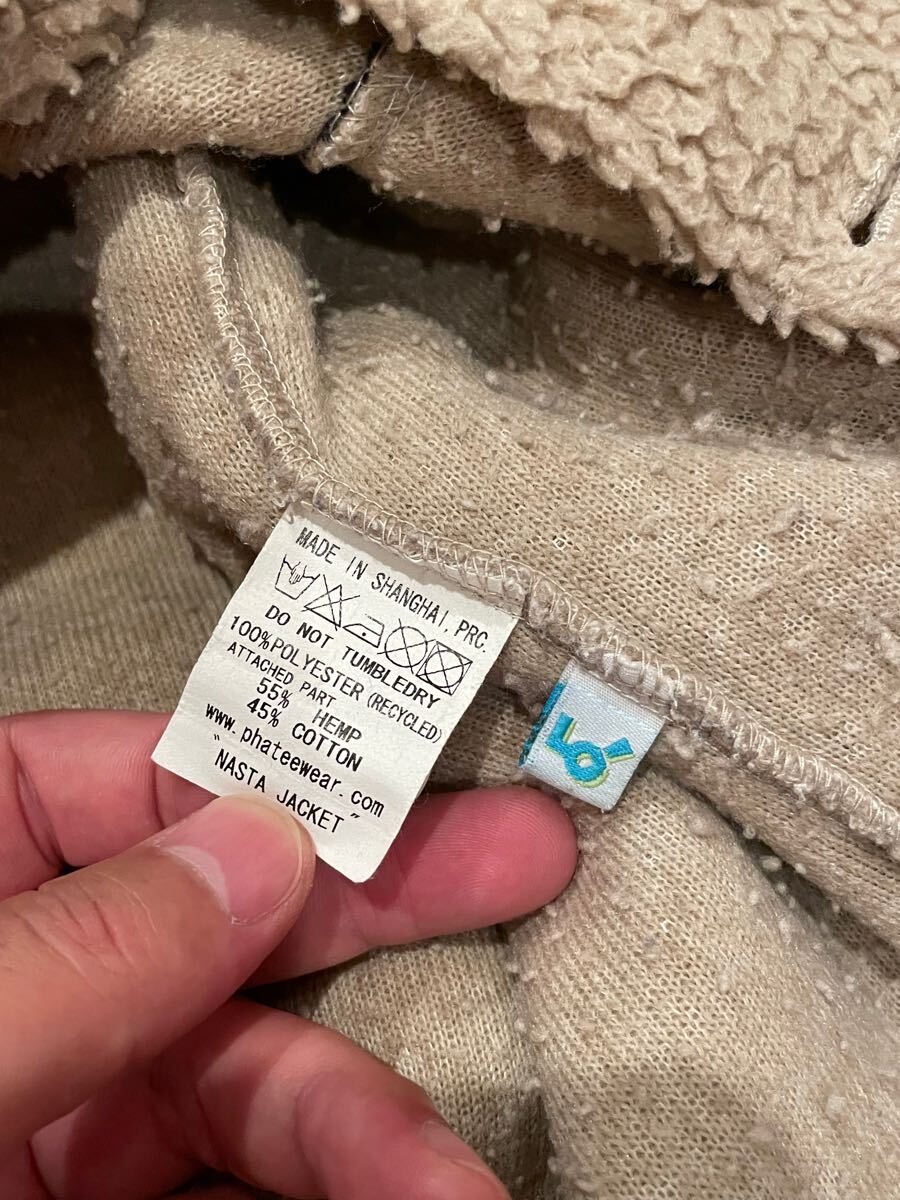 MADE IN SHANGHAI, PRC.
DO NOT TUMBLEDRY
100%POLYESTER (RECYCLED)
ATTACHED PART
55% HEMP
45% COTTON
www.phateewear.com
"NASTA JACKET"